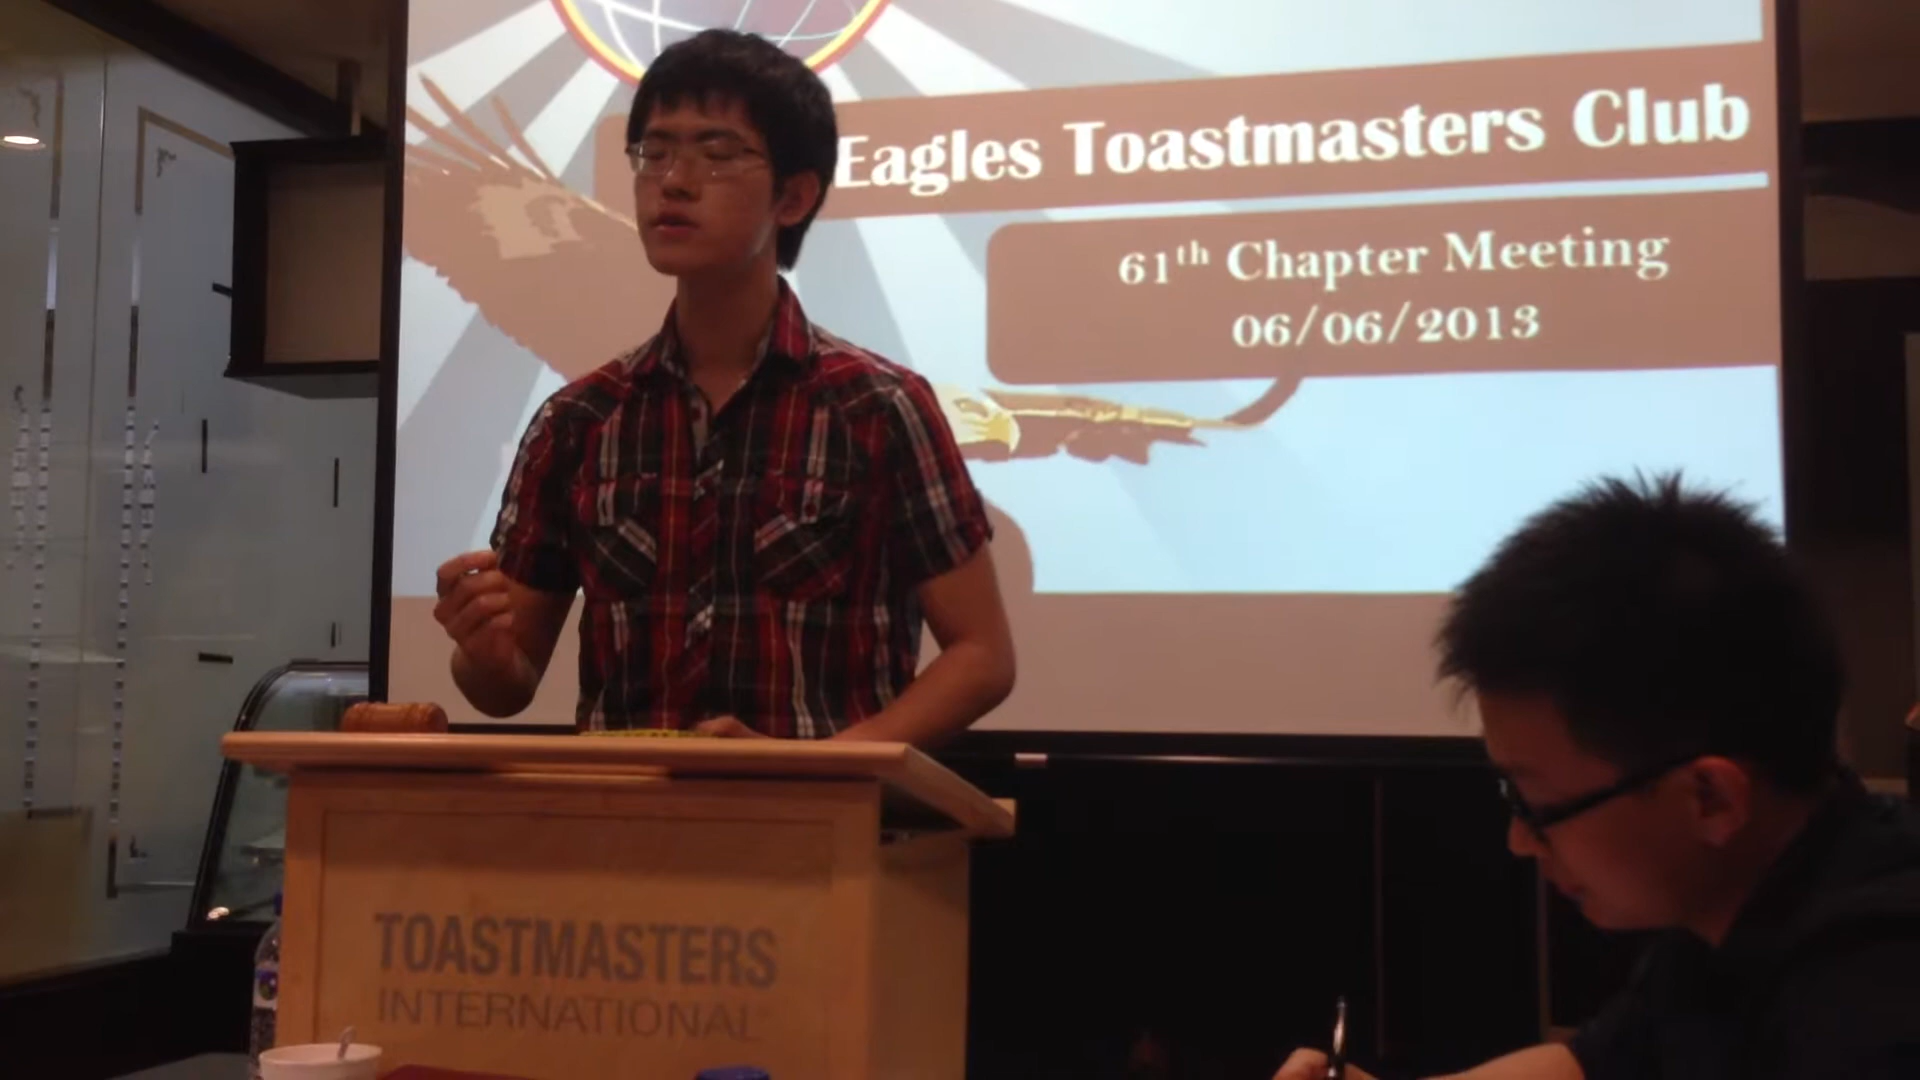 Eagles Toastmasters Club
61th Chapter Meeting
06/06/2013
TOASTMASTERS
INTERNATIONAL